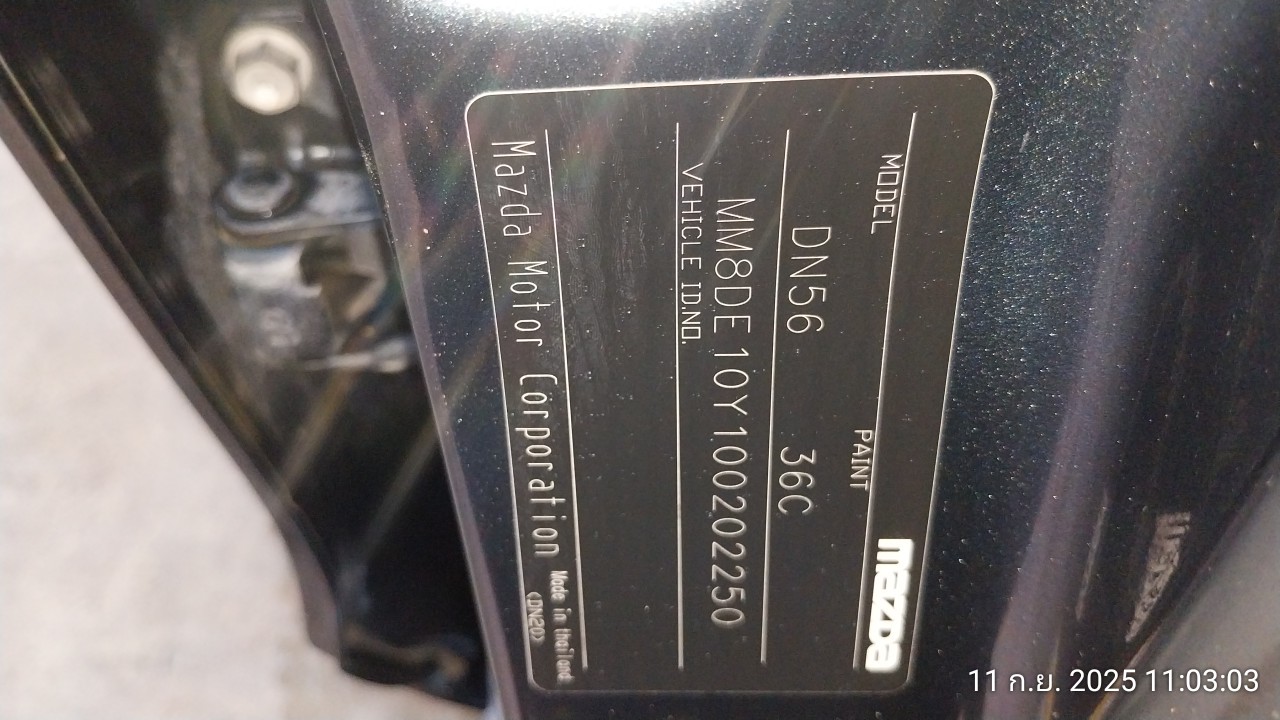 mazda
MODEL PAINT
DN56 36C
MM8DE10Y100202250
VEHICLE ID.NO.
Mazda Motor Corporation Made in thailand
(DN20)
11 ก.ย. 2025 11:03:03